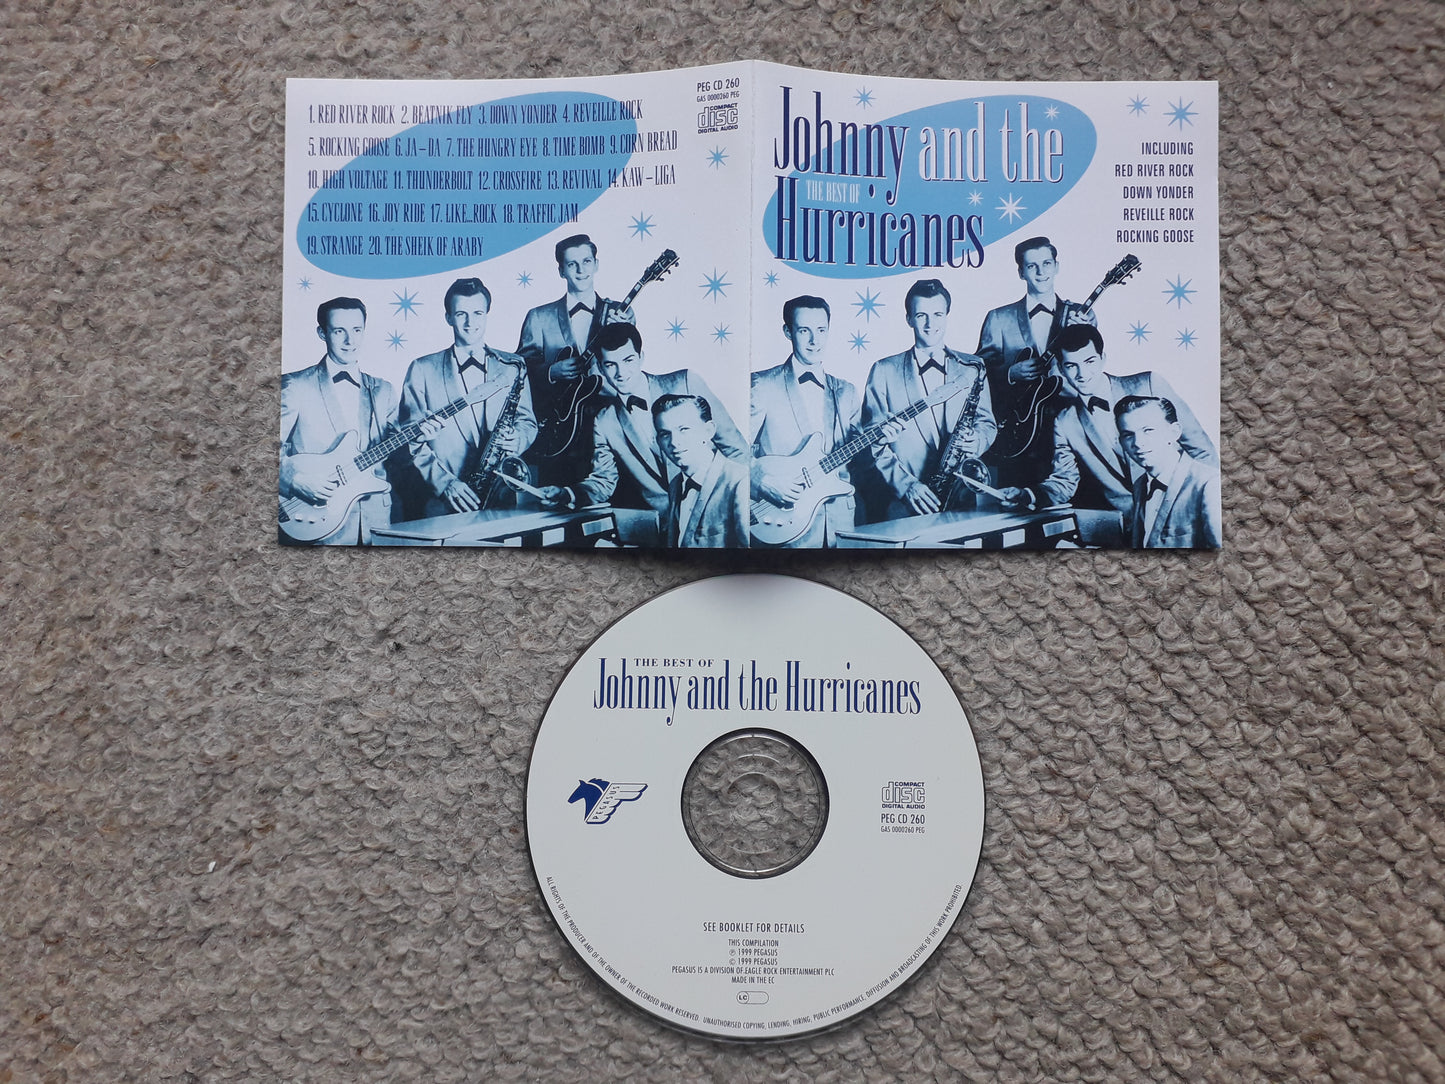 1. RED RIVER ROCK 2. BEATNIK FLY 3. DOWN YONDER 4. REVEILLE ROCK
5. ROCKING GOOSE 6. JA-DA 7. THE HUNGRY EYE 8. TIME BOMB 9. CORN BREAD
10. HIGH VOLTAGE 11. THUNDERBOLT 12. CROSSFIRE 13. REVIVAL 14. KAW-LIGA
15. CYCLONE 16. JOY RIDE 17. LIKE...ROCK 18. TRAFFIC JAM
19. STRANGE 20. THE SHEIK OF ARABY
PEG CD 260
GAS 0000260 PEG
COMPACT
disc
DIGITAL AUDIO
Johnny and the
THE BEST OF
Hurricanes
INCLUDING
RED RIVER ROCK
DOWN YONDER
REVEILLE ROCK
ROCKING GOOSE
THE BEST OF
Johnny and the Hurricanes
PEGASUS
COMPACT
disc
DIGITAL AUDIO
PEG CD 260
GAS 0000260 PEG
SEE BOOKLET FOR DETAILS
THIS COMPILATION
℗ 1999 PEGASUS
© 1999 PEGASUS
PEGASUS IS A DIVISION OF EAGLE ROCK ENTERTAINMENT PLC
MADE IN THE EC
LC
ALL RIGHTS OF THE PRODUCER AND OF THE OWNER OF THE RECORDED WORK RESERVED. UNAUTHORISED COPYING, LENDING, HIRING, PUBLIC PERFORMANCE, DIFFUSION AND BROADCASTING OF THIS WORK PROHIBITED.